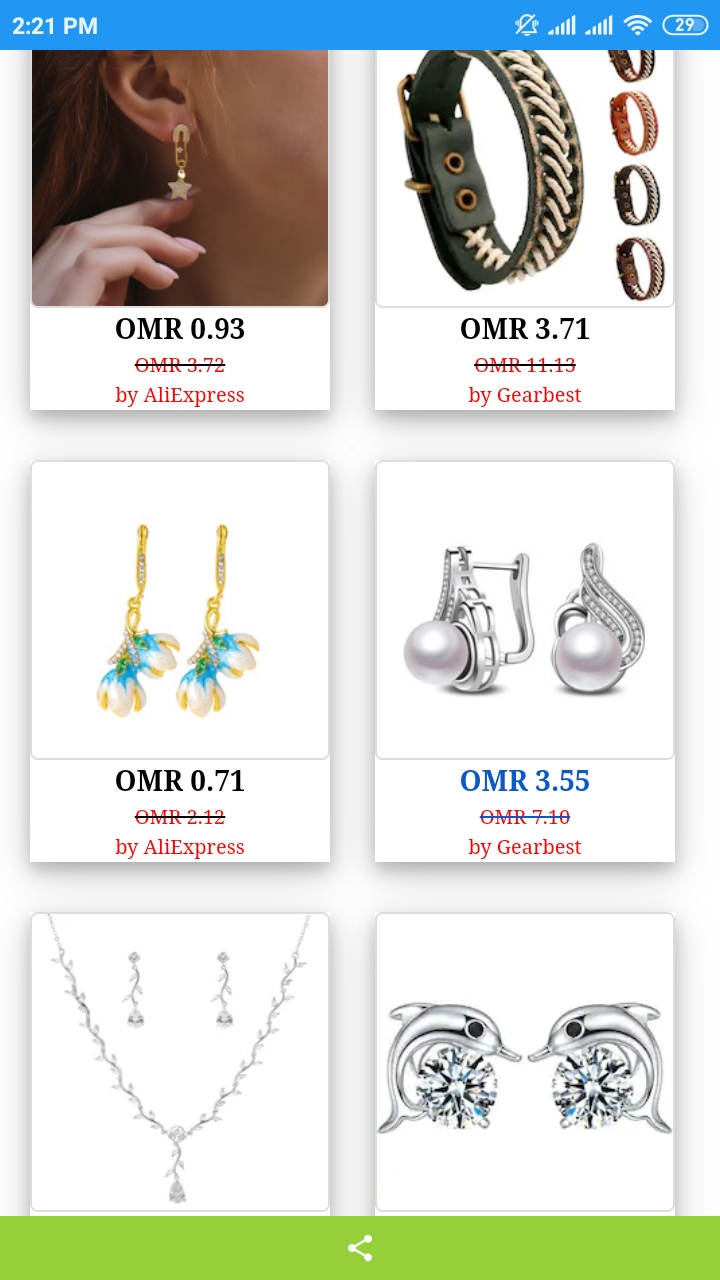 2:21 PM
29
OMR 0.93
OMR 3.72
by AliExpress
OMR 3.71
OMR 11.13
by Gearbest
OMR 0.71
OMR 2.12
by AliExpress
OMR 3.55
OMR 7.10
by Gearbest